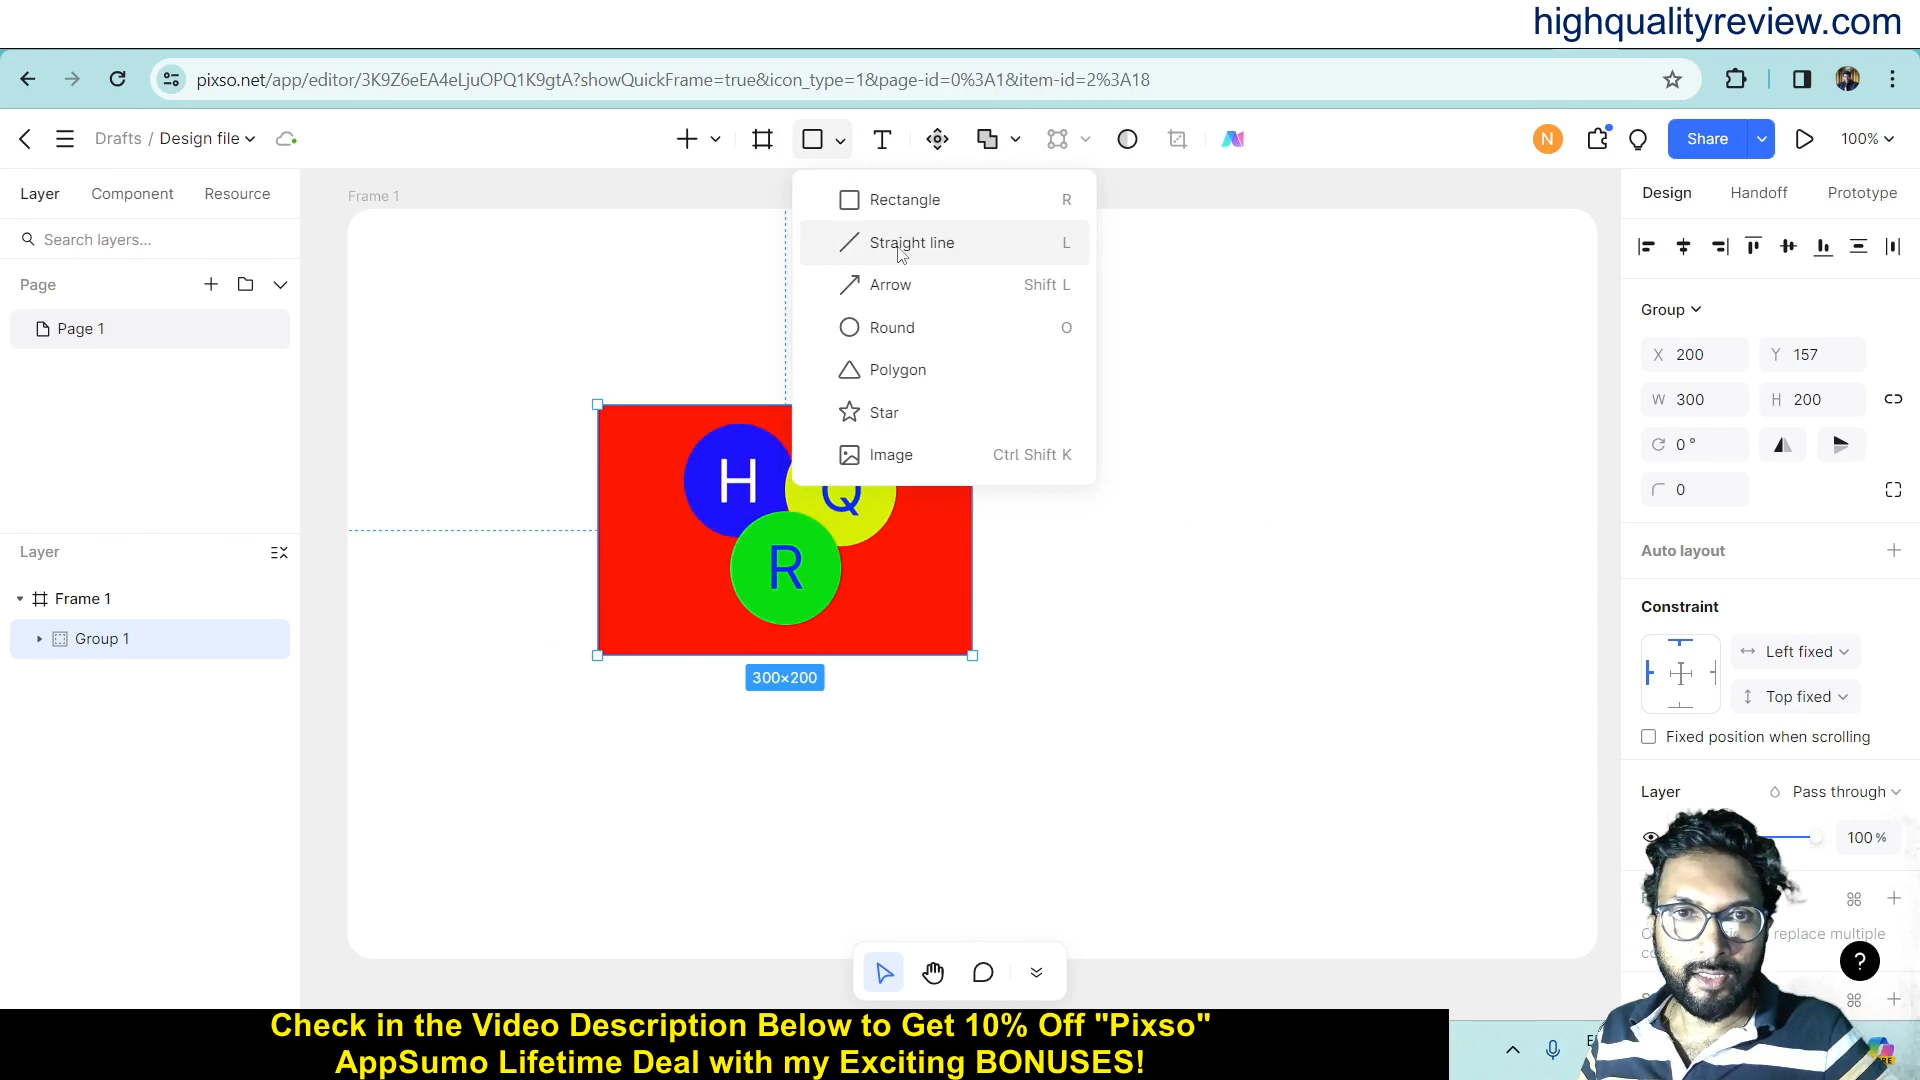 highqualityreview.com
pixso.net/app/editor/3K9Z6eEA4eLjuOPQ1K9gtA?showQuickFrame=true&icon_type=1&page-id=0%3A1&item-id=2%3A18
Drafts / Design file
T
N
Share
100%
Layer Component Resource
Search layers...
Page
Page 1
Layer
Frame 1
Group 1
Frame 1
Rectangle R
Straight line L
Arrow Shift L
Round O
Polygon
Star
Image Ctrl Shift K
H
Q
R
300×200
Design Handoff Prototype
Group
X 200 Y 157
W 300 H 200
0°
0
Auto layout
Constraint
Left fixed
Top fixed
Fixed position when scrolling
Layer Pass through
100 %
replace multiple
?
Check in the Video Description Below to Get 10% Off "Pixso"
AppSumo Lifetime Deal with my Exciting BONUSES!